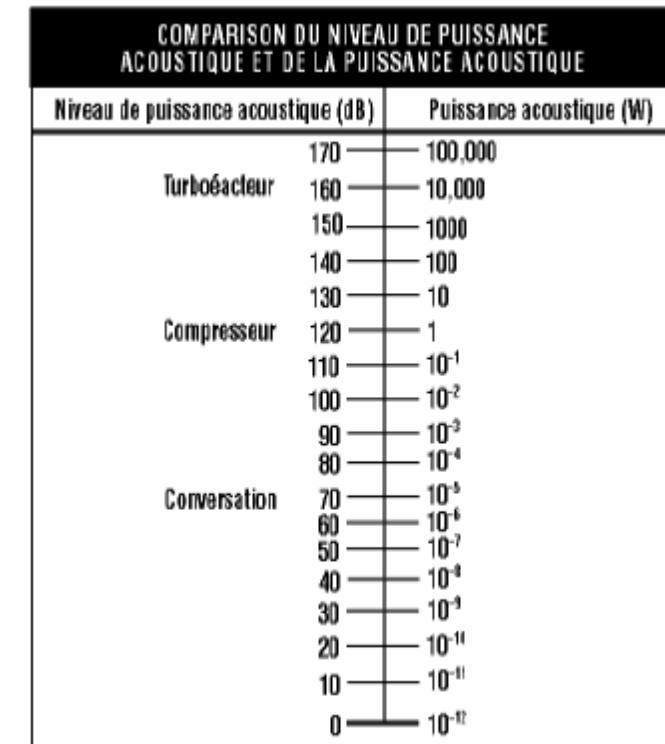 COMPARISON DU NIVEAU DE PUISSANCE
ACOUSTIQUE ET DE LA PUISSANCE ACOUSTIQUE
Niveau de puissance acoustique (dB) Puissance acoustique (W)
170 100,000
Turboéacteur 160 10,000
150 1000
140 100
130 10
Compresseur 120 1
110 10⁻¹
100 10⁻²
90 10⁻³
80 10⁻⁴
Conversation 70 10⁻⁵
60 10⁻⁶
50 10⁻⁷
40 10⁻⁸
30 10⁻⁹
20 10⁻¹⁰
10 10⁻¹¹
0 10⁻¹²